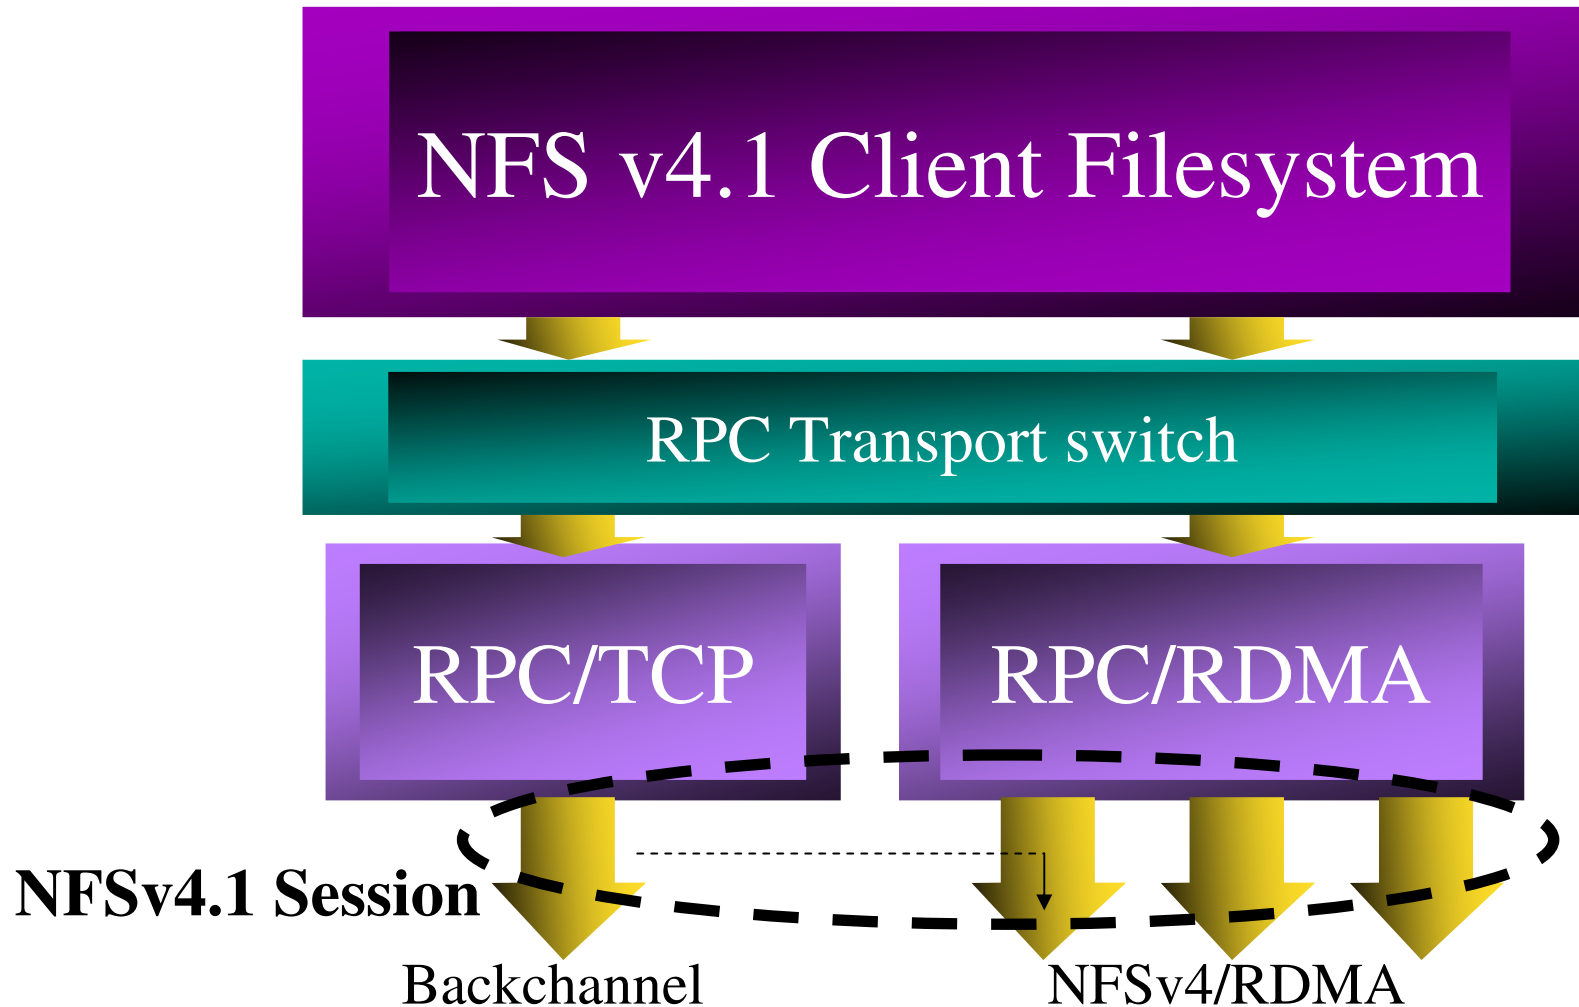 NFS v4.1 Client Filesystem
RPC Transport switch
RPC/TCP
RPC/RDMA
NFSv4.1 Session
Backchannel
NFSv4/RDMA